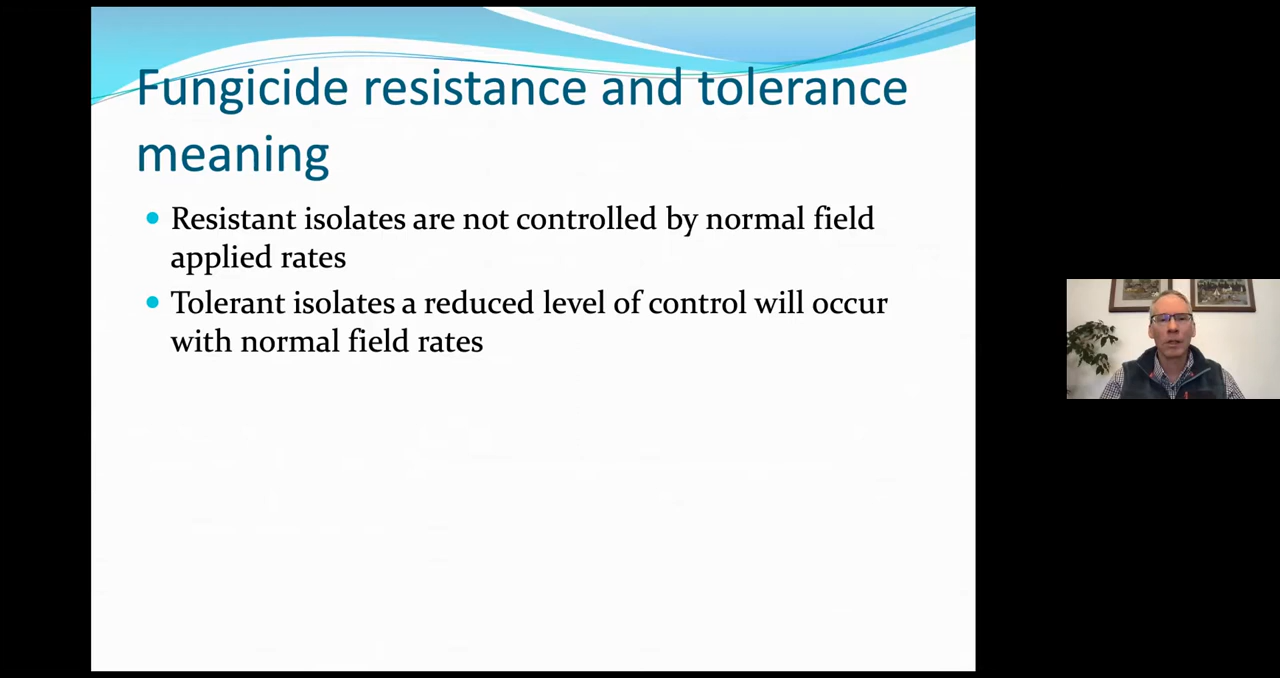 Fungicide resistance and tolerance
meaning
Resistant isolates are not controlled by normal field
applied rates
Tolerant isolates a reduced level of control will occur
with normal field rates